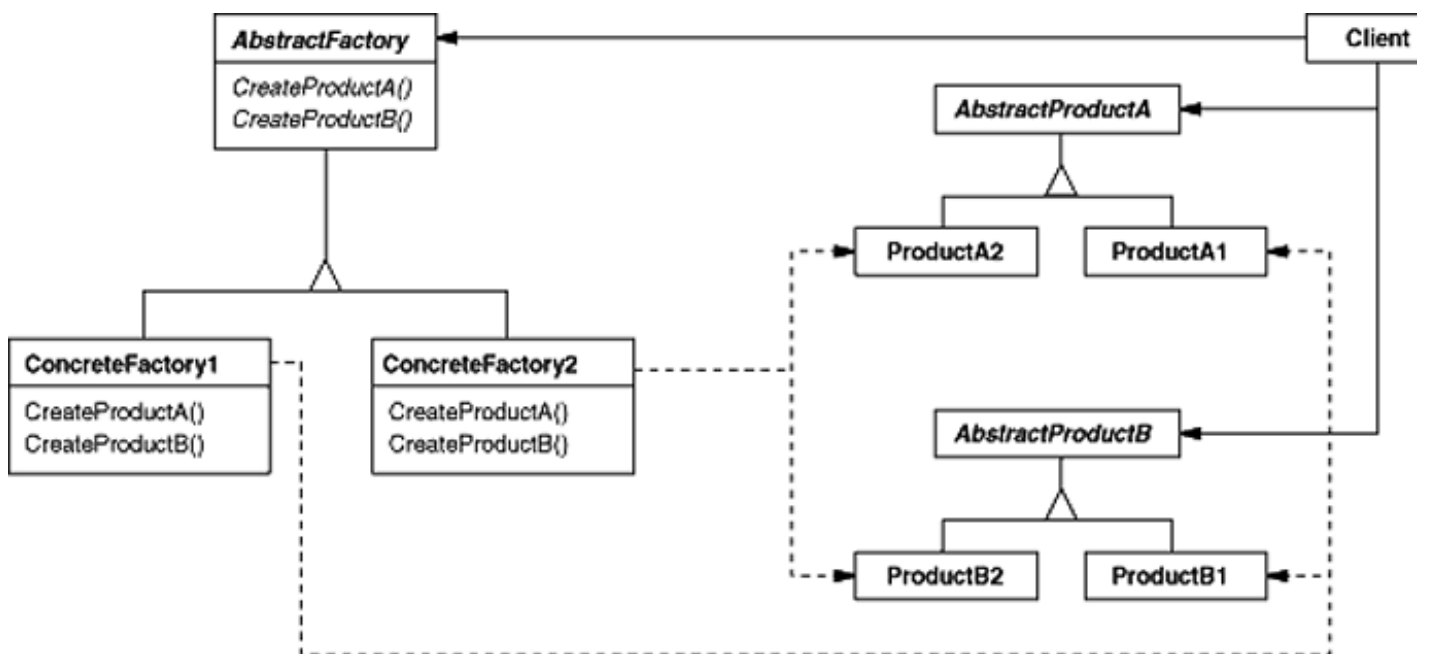 AbstractFactory
CreateProductA()
CreateProductB()
Client
AbstractProductA
ProductA2
ProductA1
ConcreteFactory1
CreateProductA()
CreateProductB()
ConcreteFactory2
CreateProductA()
CreateProductB()
AbstractProductB
ProductB2
ProductB1